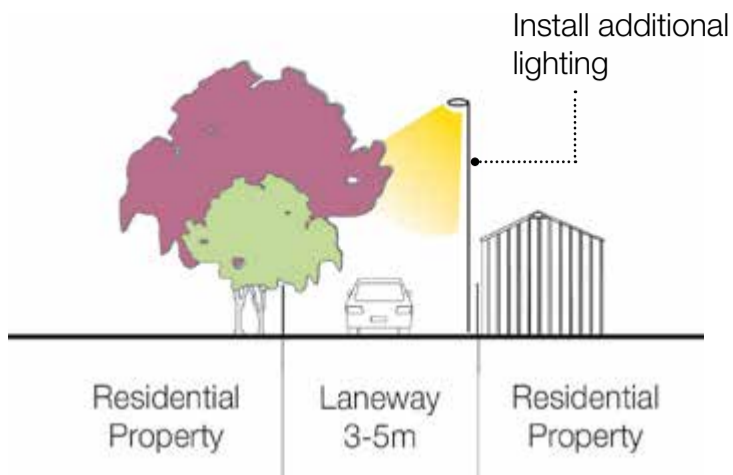 Install additional
lighting
Residential
Property
Laneway
3-5m
Residential
Property